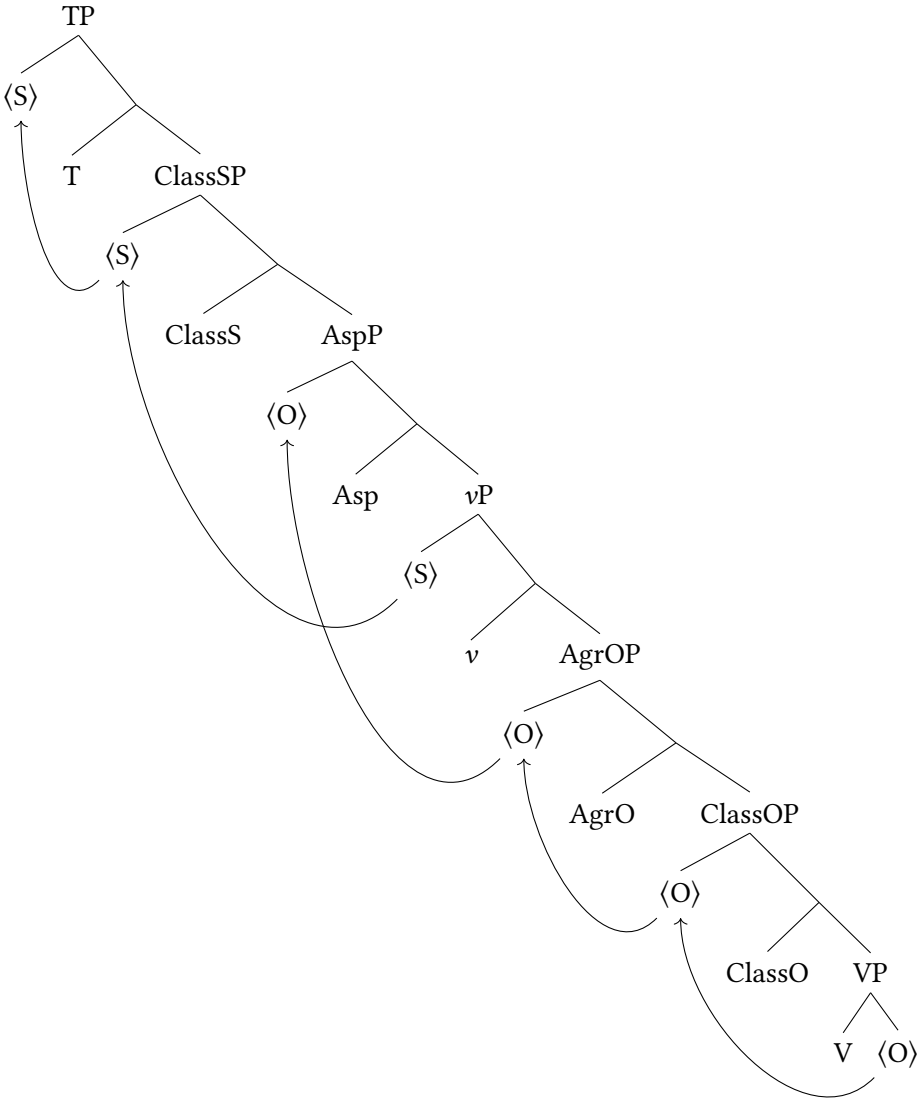 TP
⟨S⟩
T ClassSP
⟨S⟩
ClassS AspP
⟨O⟩
Asp vP
⟨S⟩
v AgrOP
⟨O⟩
AgrO ClassOP
⟨O⟩
ClassO VP
V ⟨O⟩